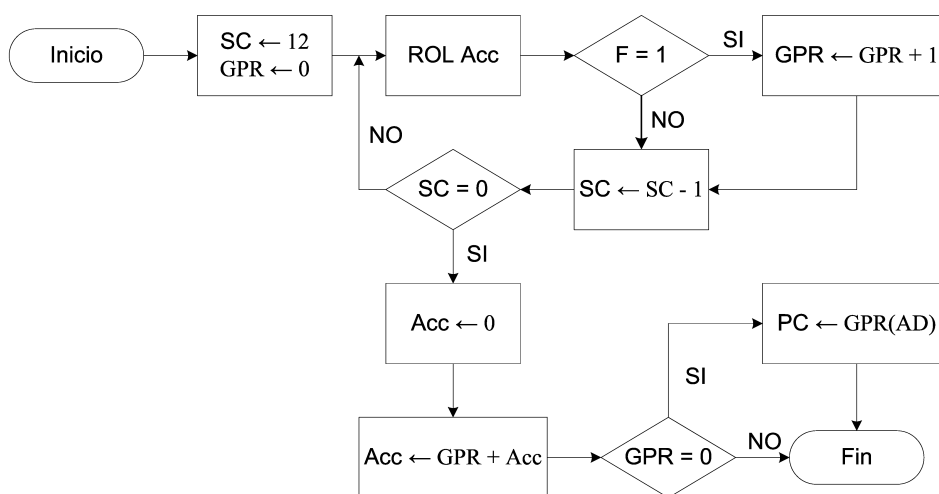 Inicio
SC ← 12
GPR ← 0
ROL Acc
F = 1
SI
GPR ← GPR + 1
NO
NO
SC = 0
SC ← SC - 1
SI
Acc ← 0
PC ← GPR(AD)
SI
Acc ← GPR + Acc
GPR = 0
NO
Fin